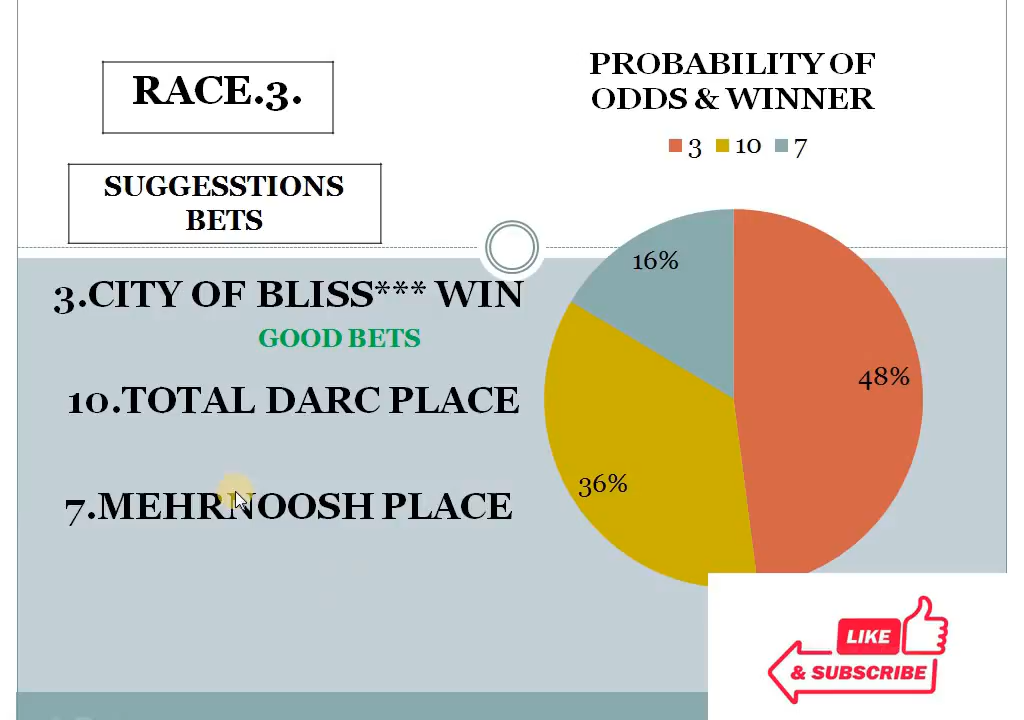 RACE.3.
SUGGESSTIONS
BETS
3.CITY OF BLISS*** WIN
GOOD BETS
10.TOTAL DARC PLACE
7.MEHRNOOSH PLACE
PROBABILITY OF
ODDS & WINNER
3 10 7
16%
48%
36%
LIKE
& SUBSCRIBE